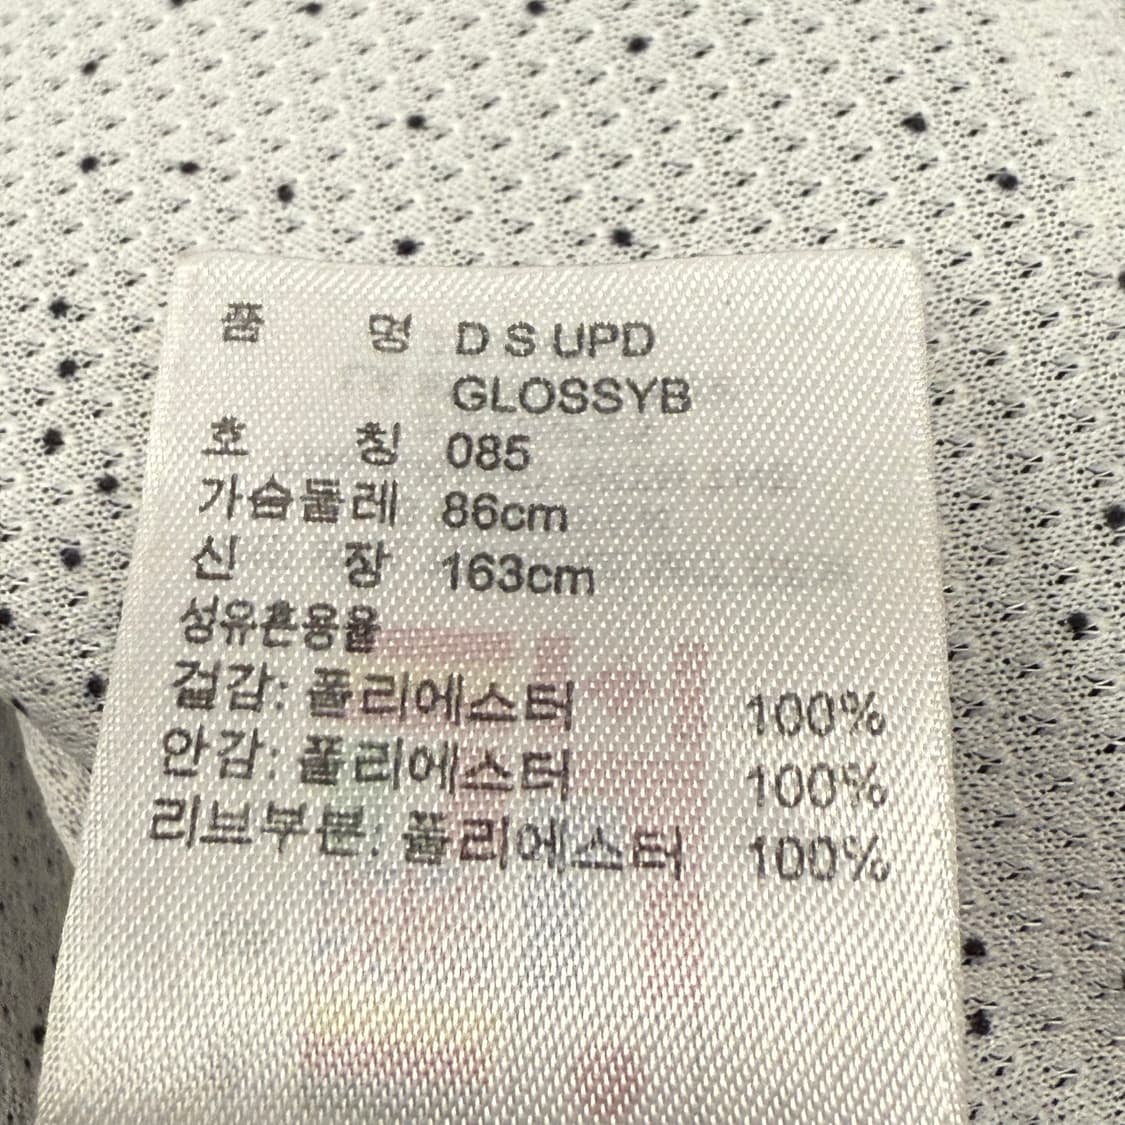 품 명 D S UPD
GLOSSYB
호 칭 085
가슴둘레 86cm
신 장 163cm
섬유혼용율
겉감: 폴리에스터 100%
안감: 폴리에스터 100%
리브부분: 폴리에스터 100%